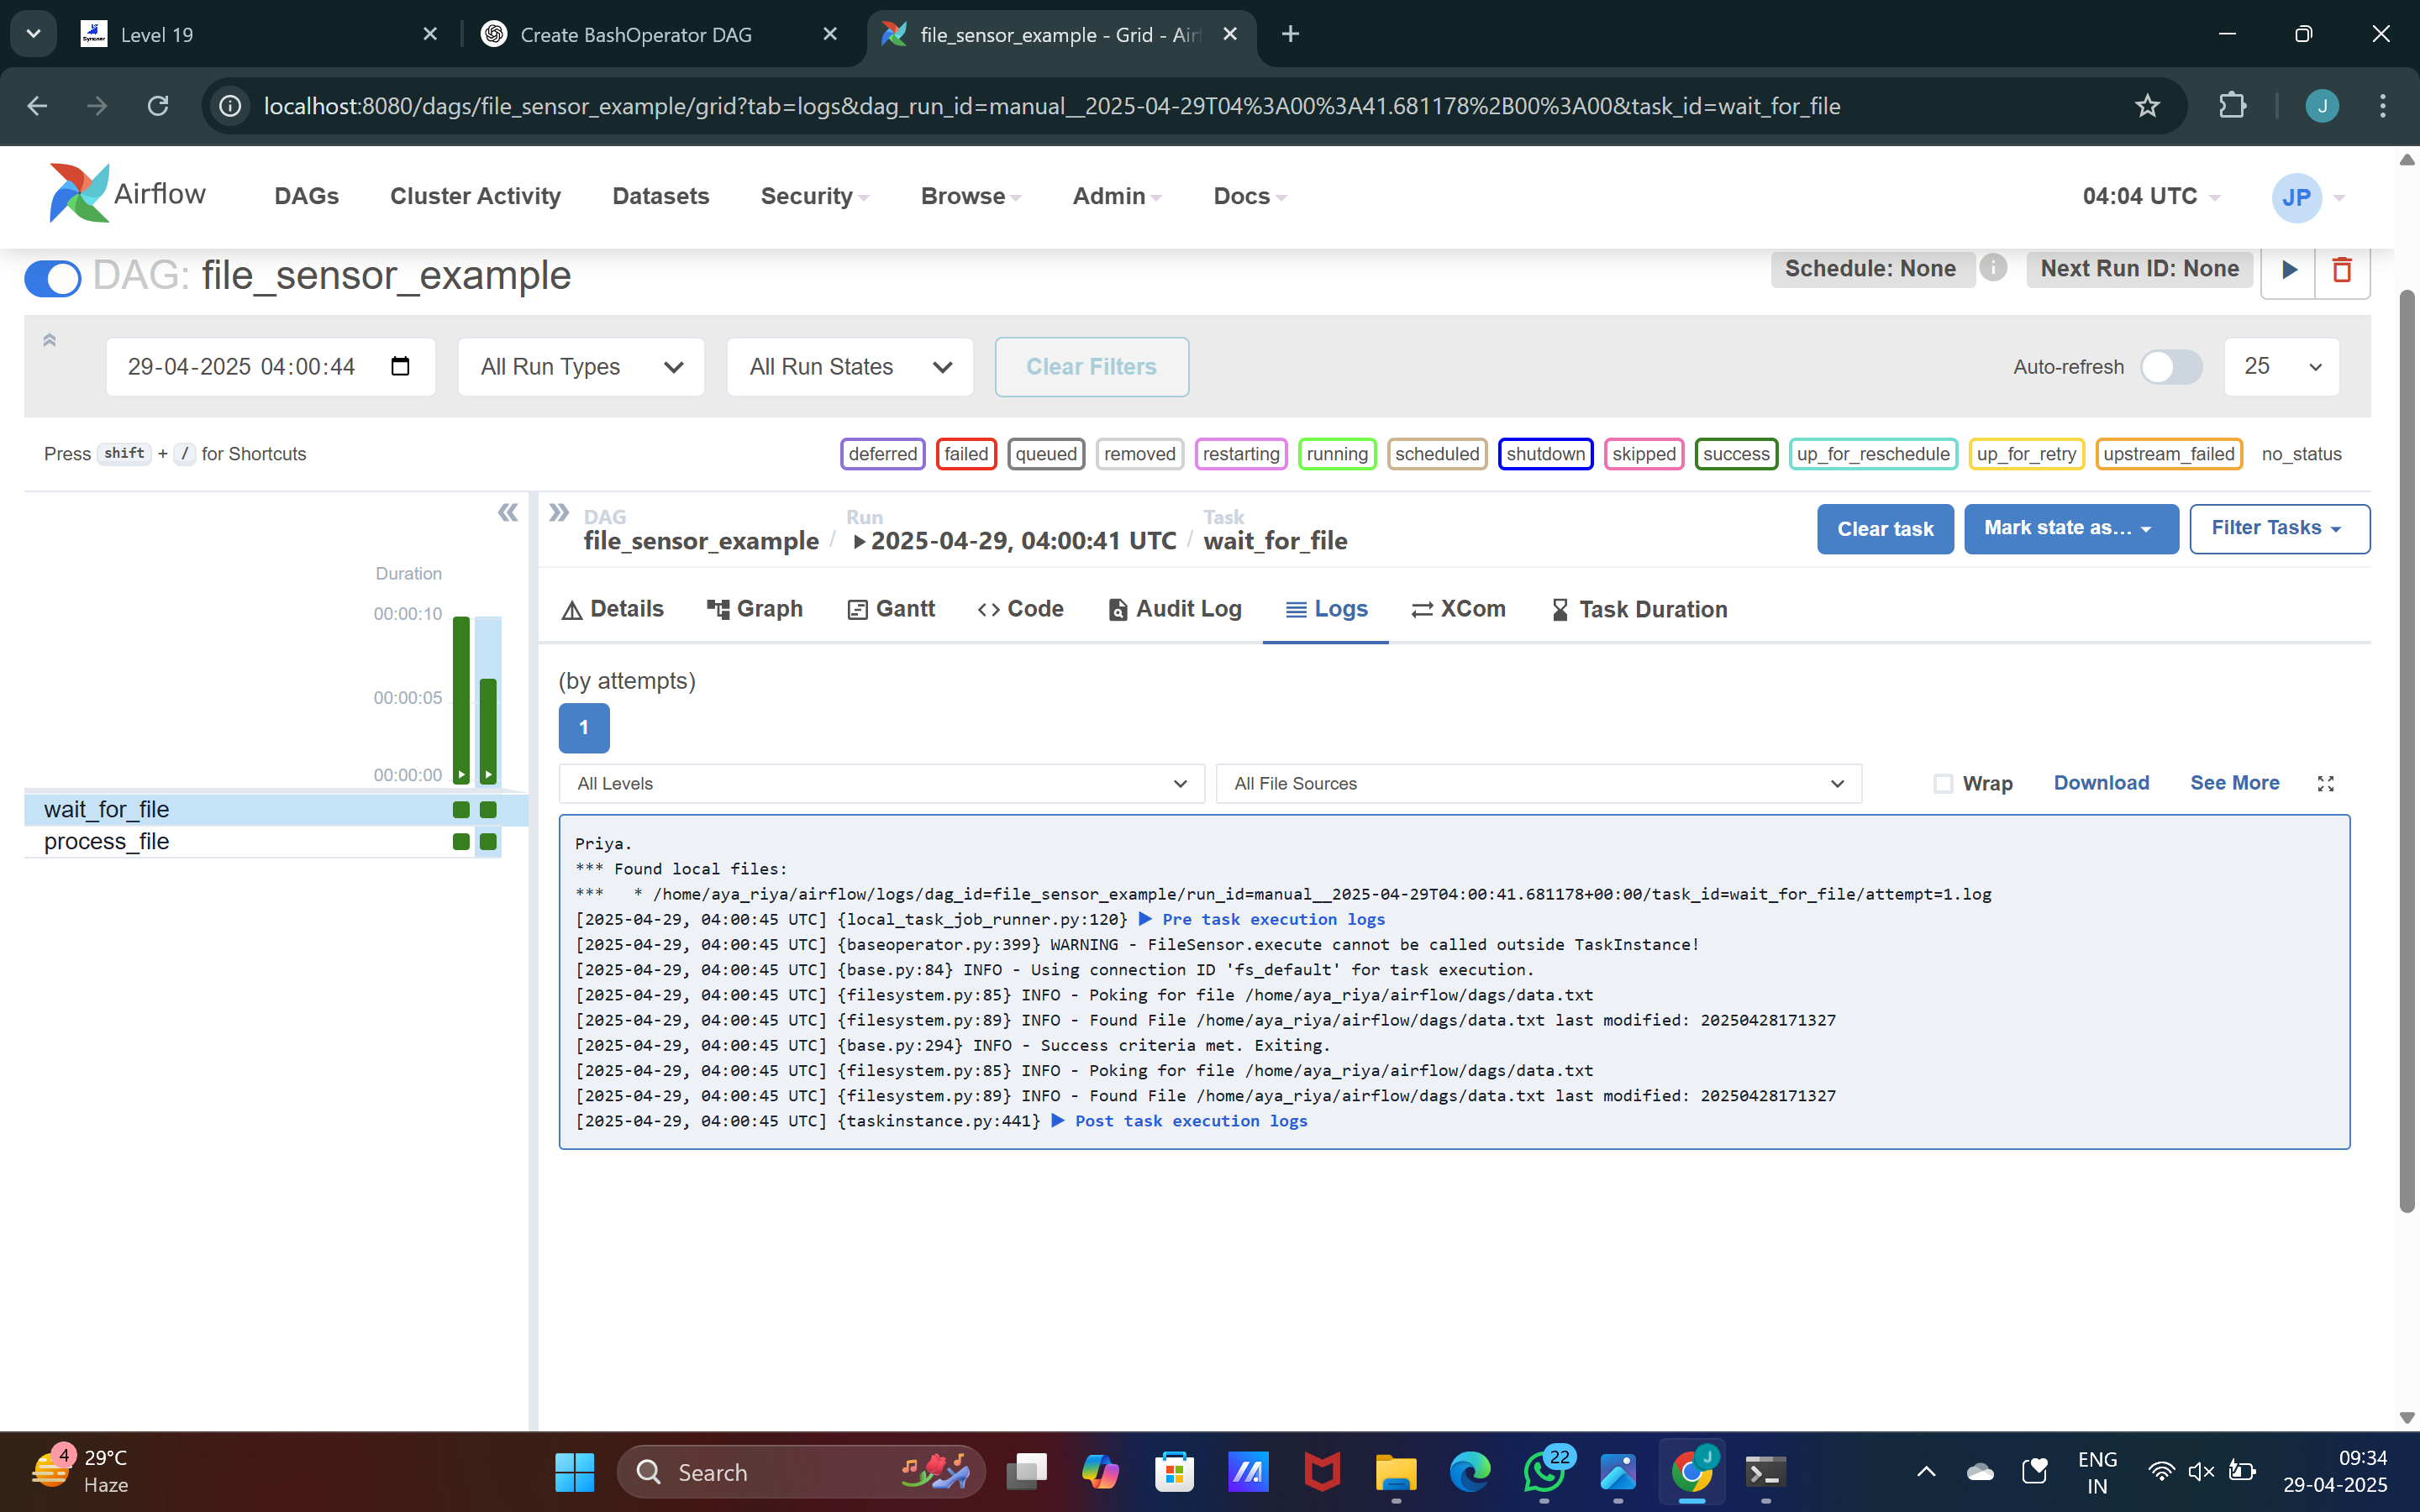 Level 19
Create BashOperator DAG
file_sensor_example - Grid - Air
localhost:8080/dags/file_sensor_example/grid?tab=logs&dag_run_id=manual__2025-04-29T04%3A00%3A41.681178%2B00%3A00&task_id=wait_for_file
J
Airflow DAGs Cluster Activity Datasets Security Browse Admin Docs 04:04 UTC JP
DAG: file_sensor_example Schedule: None i Next Run ID: None
29-04-2025 04:00:44 All Run Types All Run States Clear Filters Auto-refresh 25
Press shift + / for Shortcuts deferred failed queued removed restarting running scheduled shutdown skipped success up_for_reschedule up_for_retry upstream_failed no_status
DAG Run Task
file_sensor_example / 2025-04-29, 04:00:41 UTC / wait_for_file
Clear task Mark state as... Filter Tasks
Duration
00:00:10
00:00:05
00:00:00
wait_for_file
process_file
Details Graph Gantt Code Audit Log Logs XCom Task Duration
(by attempts)
1
All Levels All File Sources Wrap Download See More
Priya.
*** Found local files:
***   * /home/aya_riya/airflow/logs/dag_id=file_sensor_example/run_id=manual__2025-04-29T04:00:41.681178+00:00/task_id=wait_for_file/attempt=1.log
[2025-04-29, 04:00:45 UTC] {local_task_job_runner.py:120} ▶ Pre task execution logs
[2025-04-29, 04:00:45 UTC] {baseoperator.py:399} WARNING - FileSensor.execute cannot be called outside TaskInstance!
[2025-04-29, 04:00:45 UTC] {base.py:84} INFO - Using connection ID 'fs_default' for task execution.
[2025-04-29, 04:00:45 UTC] {filesystem.py:85} INFO - Poking for file /home/aya_riya/airflow/dags/data.txt
[2025-04-29, 04:00:45 UTC] {filesystem.py:89} INFO - Found File /home/aya_riya/airflow/dags/data.txt last modified: 20250428171327
[2025-04-29, 04:00:45 UTC] {base.py:294} INFO - Success criteria met. Exiting.
[2025-04-29, 04:00:45 UTC] {filesystem.py:85} INFO - Poking for file /home/aya_riya/airflow/dags/data.txt
[2025-04-29, 04:00:45 UTC] {filesystem.py:89} INFO - Found File /home/aya_riya/airflow/dags/data.txt last modified: 20250428171327
[2025-04-29, 04:00:45 UTC] {taskinstance.py:441} ▶ Post task execution logs
4
29°C
Haze
Search
22
J
ENG
IN
09:34
29-04-2025